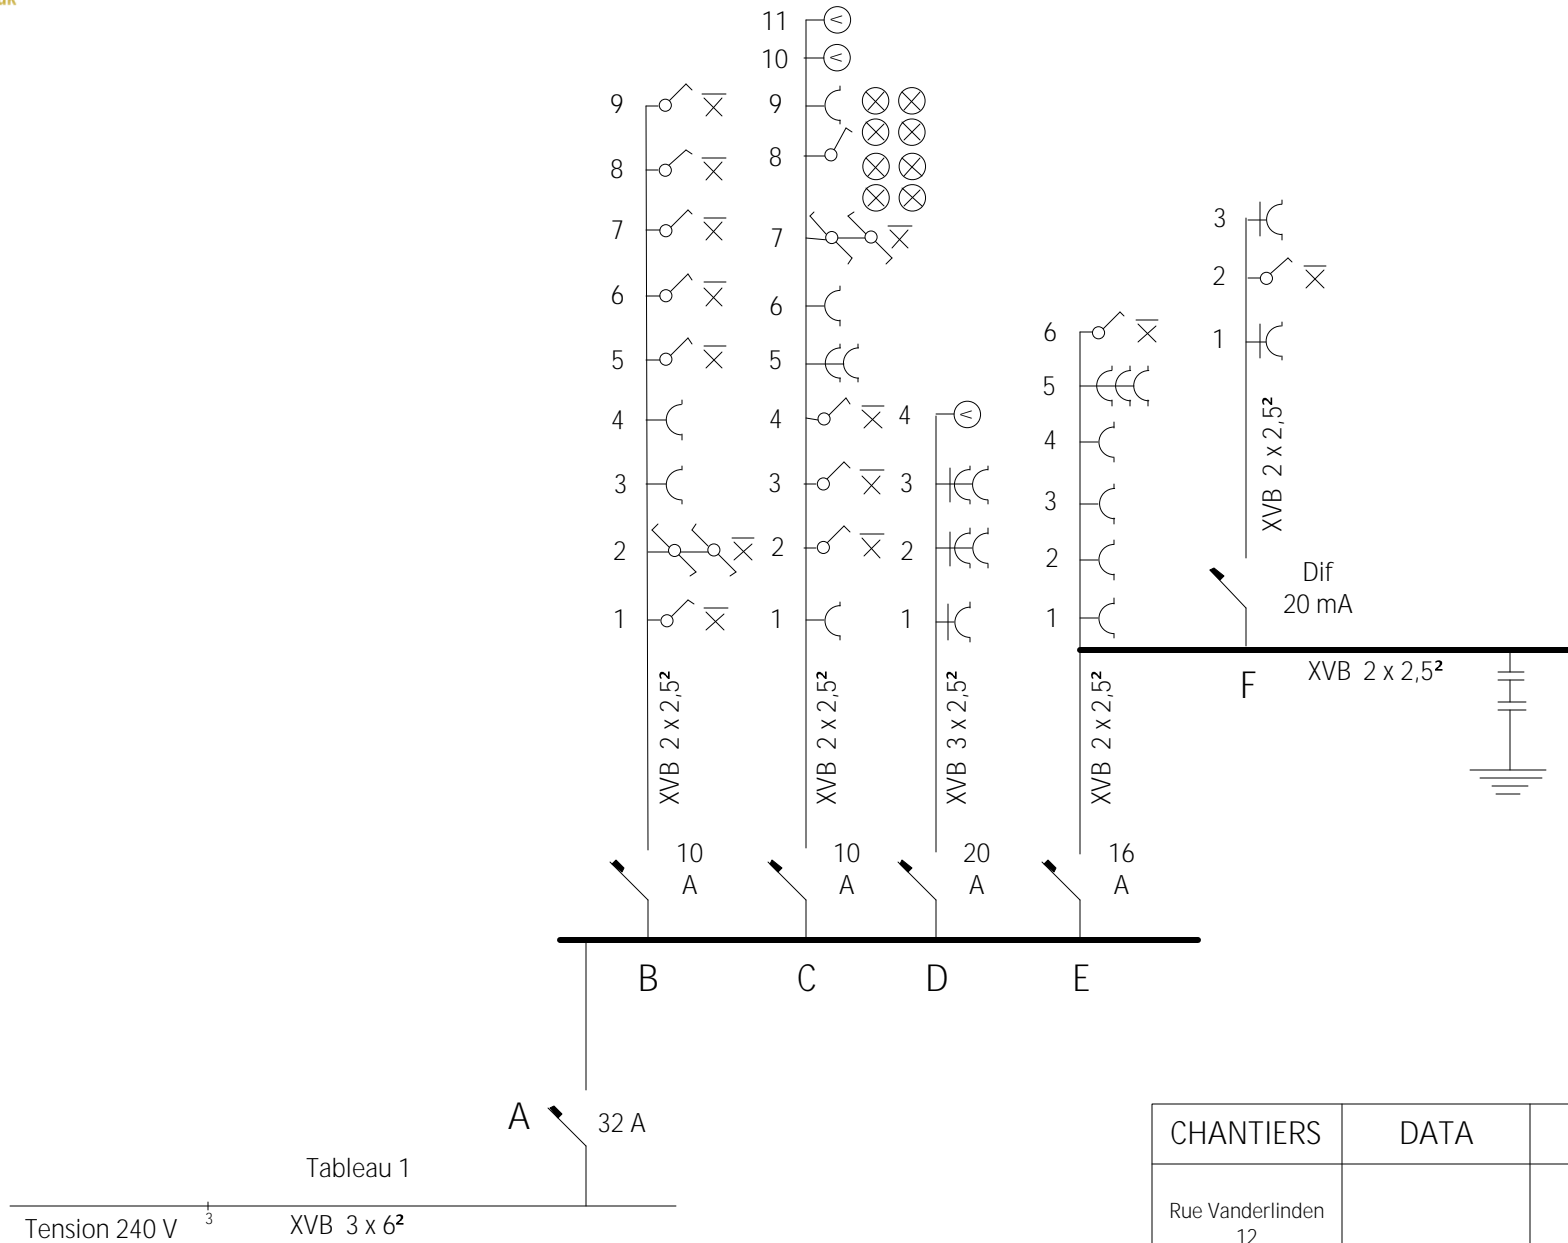 11
10
9
9
8
8
3
7
7
2
6
6
6
1
5
5
5
4
4
4
4
3
3
3
3
2
2
2
2
1
1
1
1
XVB 2 x 2,5²
Dif
20 mA
F
XVB 2 x 2,5²
XVB 2 x 2,5²
XVB 2 x 2,5²
XVB 3 x 2,5²
XVB 2 x 2,5²
10
A
10
A
20
A
16
A
B
C
D
E
A
32 A
Tableau 1
Tension 240 V
3
XVB 3 x 6²
CHANTIERS
DATA
Rue Vanderlinden
12